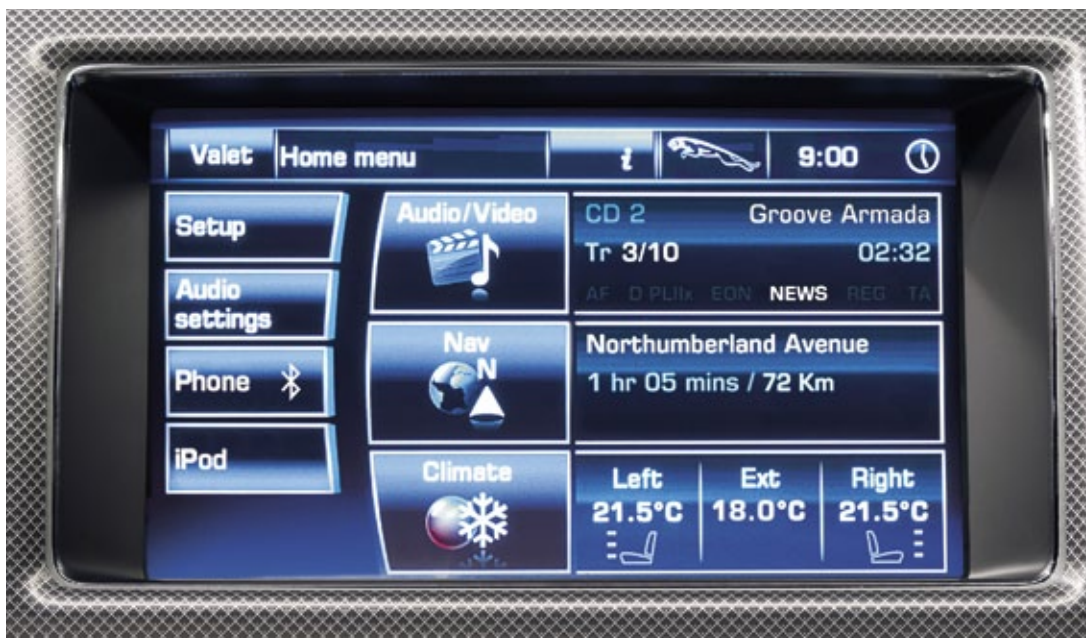 Valet Home menu i 9:00
Setup
Audio
settings
Phone
iPod
Audio/Video
Nav
N
Climate
CD 2 Groove Armada
Tr 3/10 02:32
AF D PLIIx EON NEWS REG TA
Northumberland Avenue
1 hr 05 mins / 72 Km
Left Ext Right
21.5°C 18.0°C 21.5°C